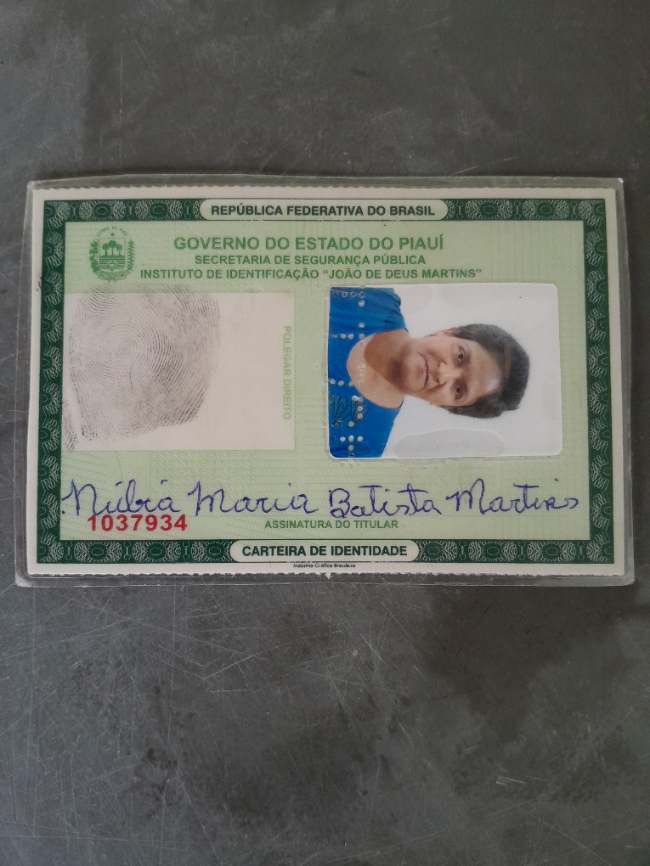 REPÚBLICA FEDERATIVA DO BRASIL
GOVERNO DO ESTADO DO PIAUÍ
SECRETARIA DE SEGURANÇA PÚBLICA
INSTITUTO DE IDENTIFICAÇÃO "JOÃO DE DEUS MARTINS"
POLEGAR DIREITO
Núbia Maria Batista Martins
1037934
ASSINATURA DO TITULAR
CARTEIRA DE IDENTIDADE